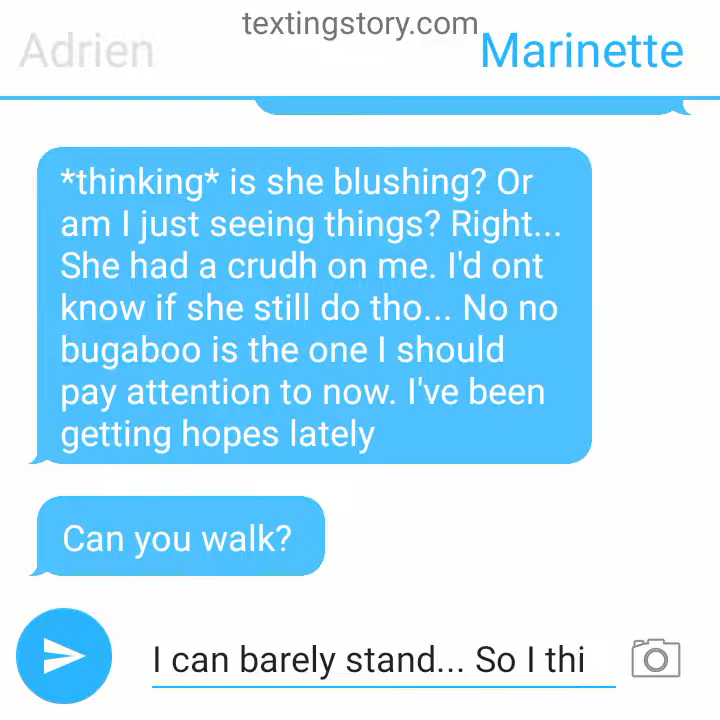 textingstory.com
Adrien
Marinette
*thinking* is she blushing? Or
am I just seeing things? Right...
She had a crudh on me. I'd ont
know if she still do tho... No no
bugaboo is the one I should
pay attention to now. I've been
getting hopes lately
Can you walk?
I can barely stand... So I thi